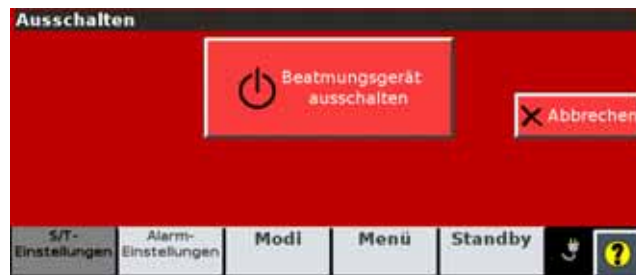 Ausschalten
Beatmungsgerät
ausschalten
Abbrechen
S/T-
Einstellungen
Alarm-
Einstellungen
Modi
Menü
Standby
?